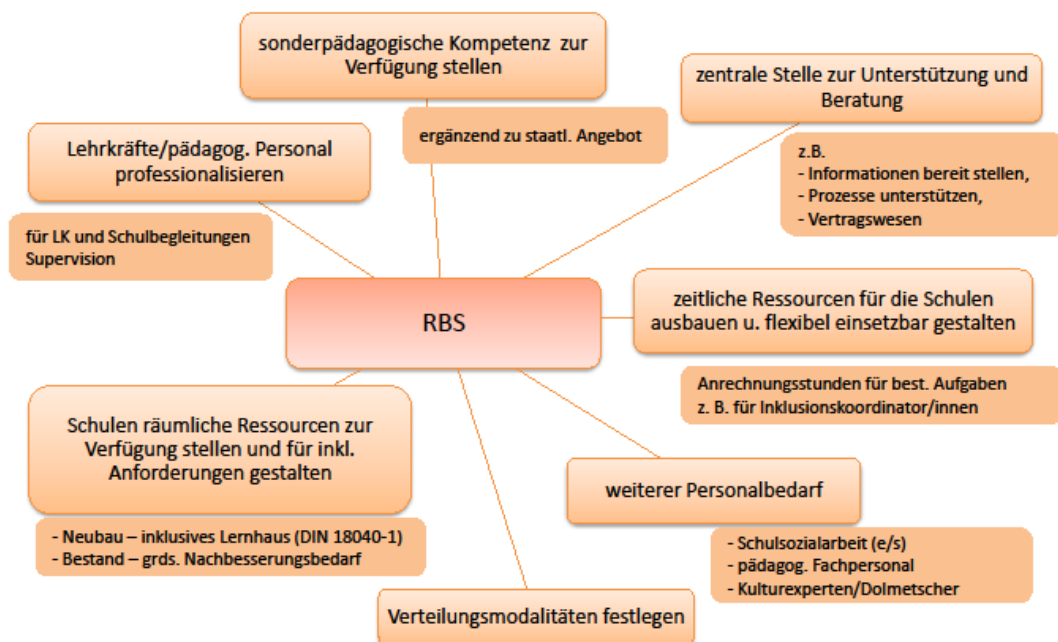 sonderpädagogische Kompetenz zur
Verfügung stellen
ergänzend zu staatl. Angebot
zentrale Stelle zur Unterstützung und
Beratung
z.B.
- Informationen bereit stellen,
- Prozesse unterstützen,
- Vertragswesen
Lehrkräfte/pädagog. Personal
professionalisieren
für LK und Schulbegleitungen
Supervision
RBS
zeitliche Ressourcen für die Schulen
ausbauen u. flexibel einsetzbar gestalten
Anrechnungsstunden für best. Aufgaben
z. B. für Inklusionskoordinator/innen
Schulen räumliche Ressourcen zur
Verfügung stellen und für inkl.
Anforderungen gestalten
- Neubau – inklusives Lernhaus (DIN 18040-1)
- Bestand – grds. Nachbesserungsbedarf
weiterer Personalbedarf
- Schulsozialarbeit (e/s)
- pädagog. Fachpersonal
- Kulturexperten/Dolmetscher
Verteilungsmodalitäten festlegen